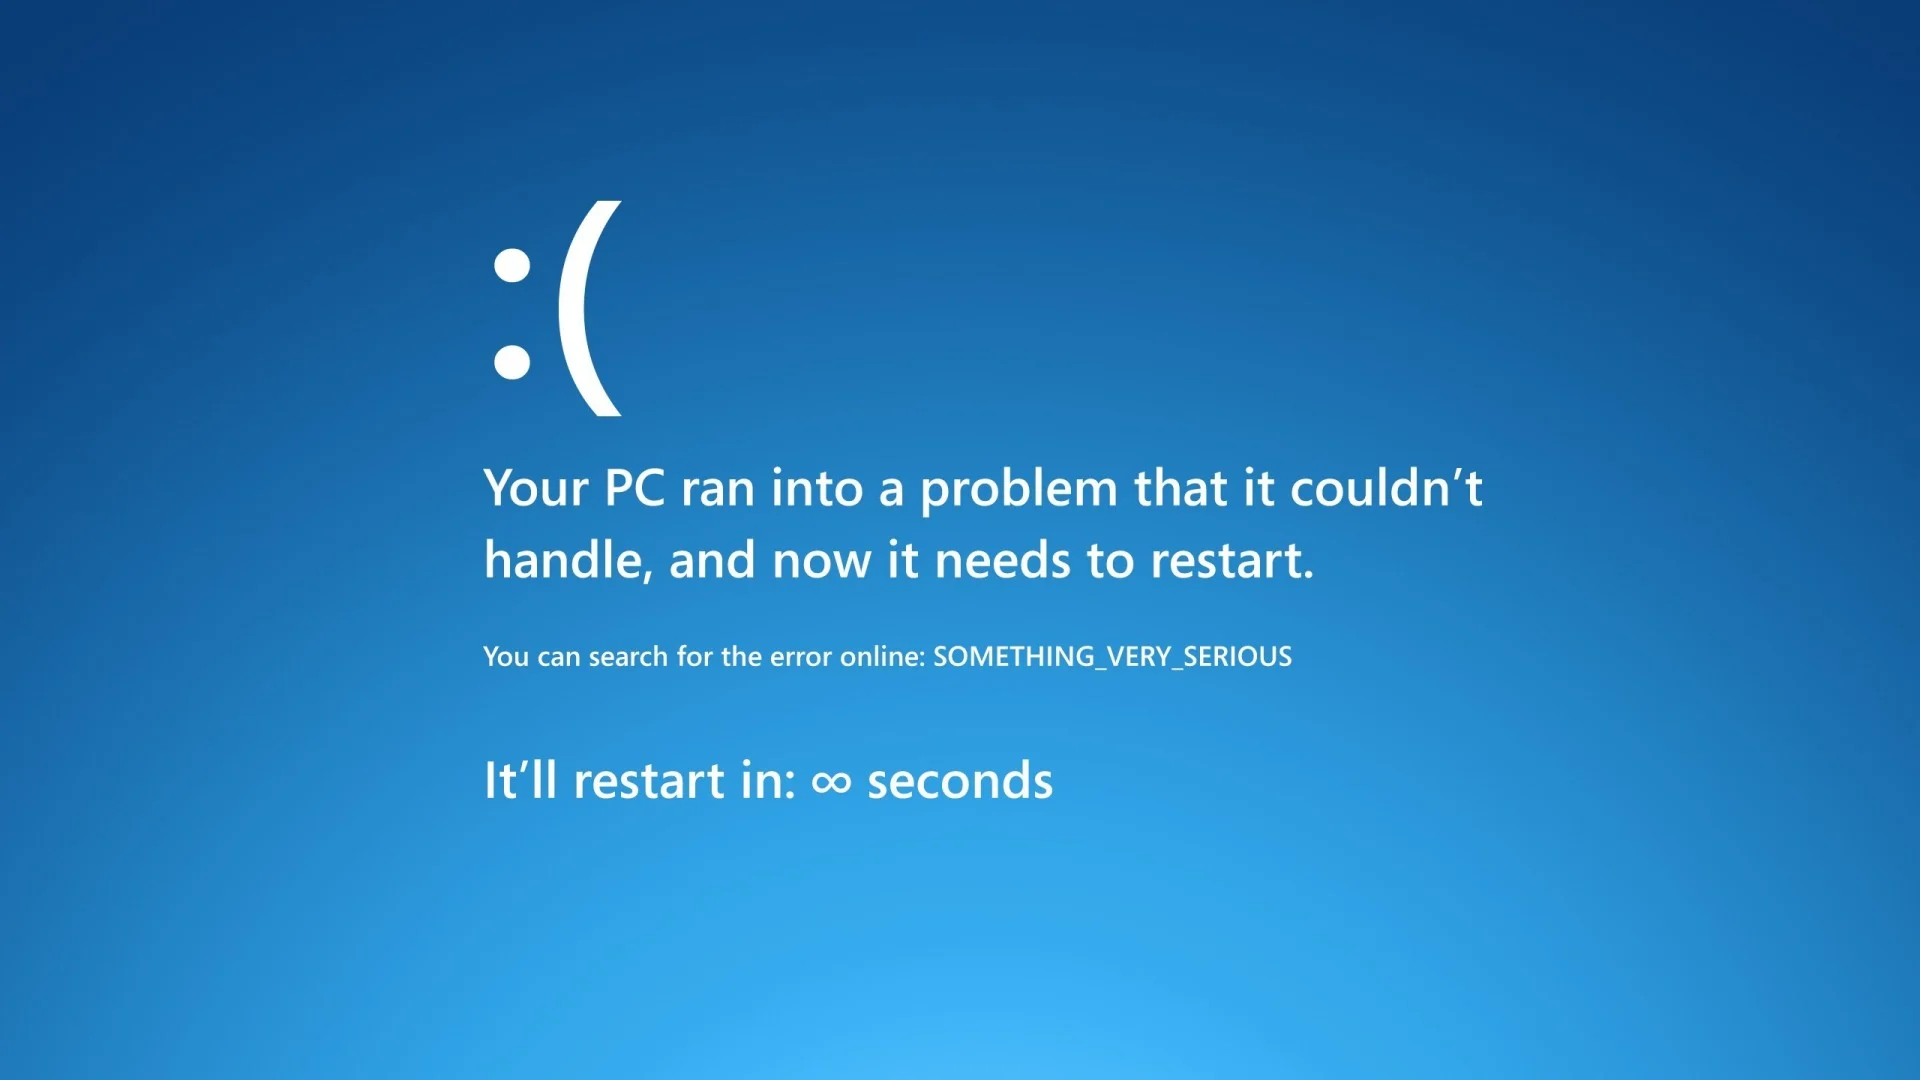 :(
Your PC ran into a problem that it couldn’t
handle, and now it needs to restart.
You can search for the error online: SOMETHING_VERY_SERIOUS
It’ll restart in: ∞ seconds